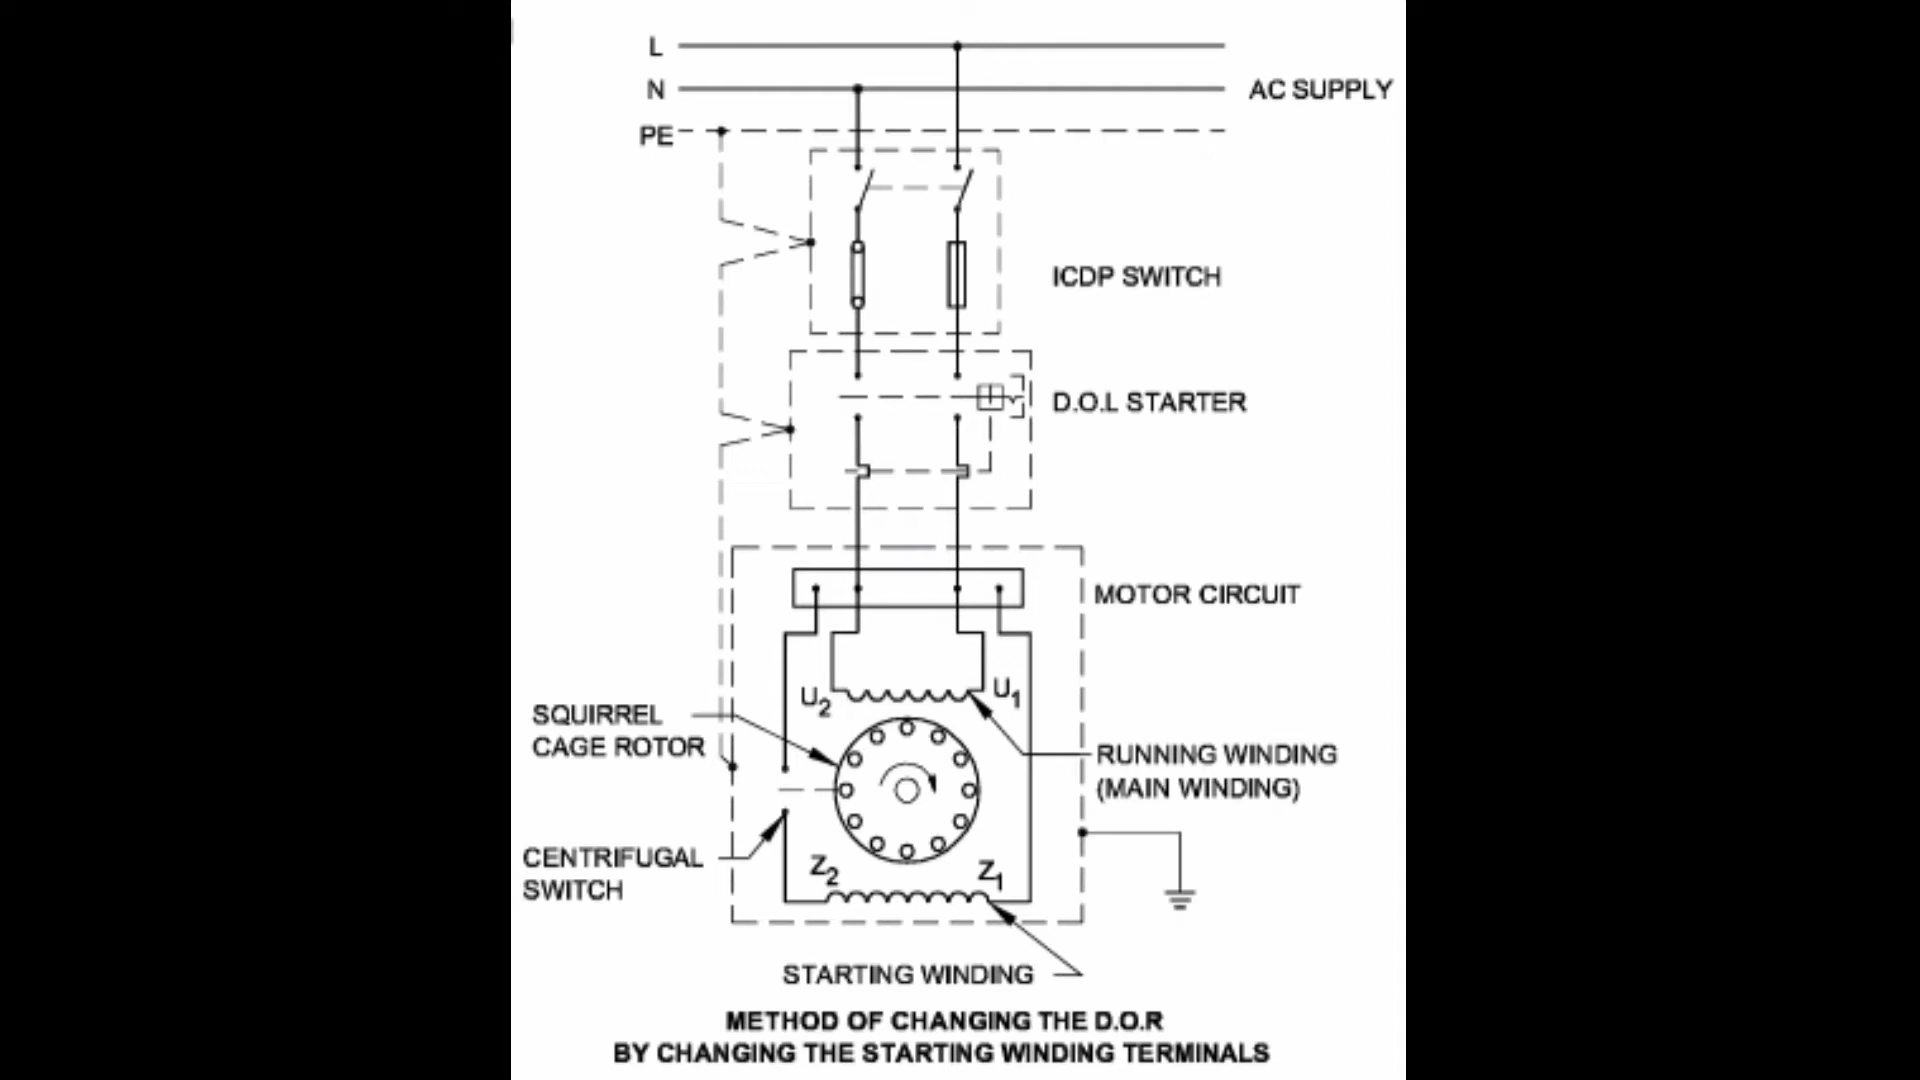 L
N
AC SUPPLY
PE
ICDP SWITCH
D.O.L STARTER
MOTOR CIRCUIT
U2
U1
SQUIRREL
CAGE ROTOR
RUNNING WINDING
(MAIN WINDING)
CENTRIFUGAL
SWITCH
Z2
Z1
STARTING WINDING
METHOD OF CHANGING THE D.O.R
BY CHANGING THE STARTING WINDING TERMINALS